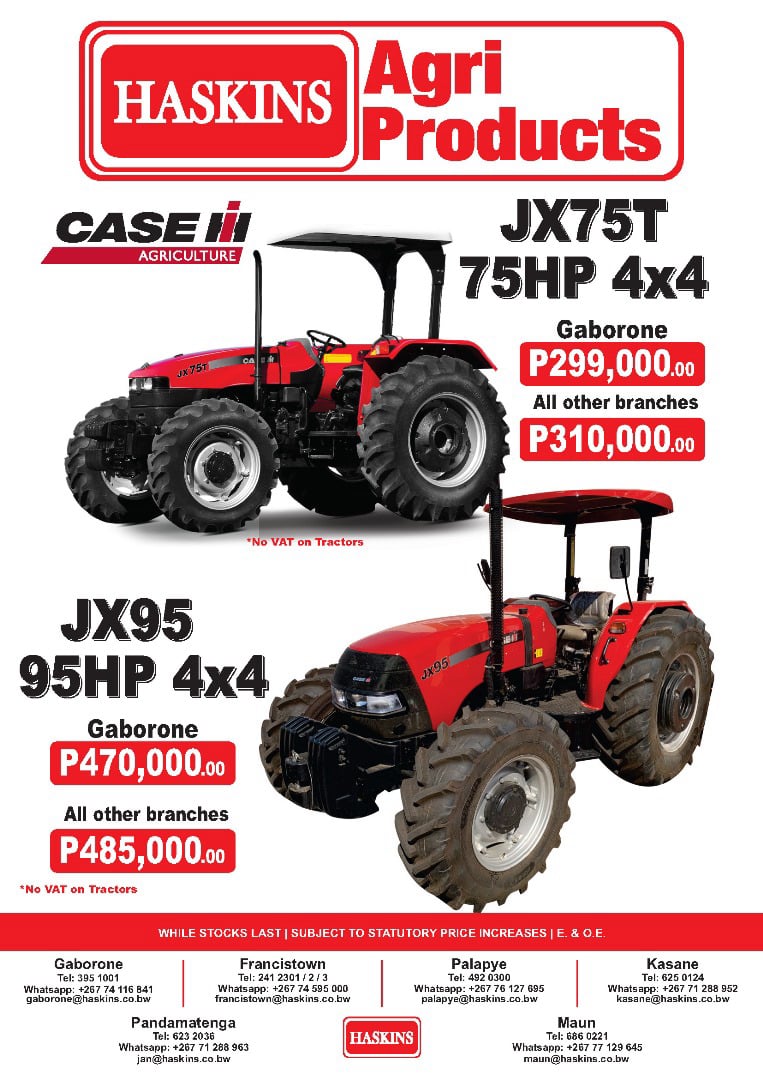 HASKINS
Agri
Products
CASE IH
AGRICULTURE
JX75T
75HP 4x4
Gaborone
P299,000.00
All other branches
P310,000.00
CASE IH
JX75T
*No VAT on Tractors
JX95
95HP 4x4
Gaborone
P470,000.00
All other branches
P485,000.00
*No VAT on Tractors
CASE IH
JX95
CASE IH
WHILE STOCKS LAST | SUBJECT TO STATUTORY PRICE INCREASES | E. & O.E.
Gaborone
Tel: 395 1001
Whatsapp: +267 74 116 841
gaborone@haskins.co.bw
Francistown
Tel: 241 2301 / 2 / 3
Whatsapp: +267 74 595 000
francistown@haskins.co.bw
Palapye
Tel: 492 0300
Whatsapp: +267 76 127 695
palapye@haskins.co.bw
Kasane
Tel: 625 0124
Whatsapp: +267 71 288 952
kasane@haskins.co.bw
Pandamatenga
Tel: 623 2036
Whatsapp: +267 71 288 963
jan@haskins.co.bw
HASKINS
Maun
Tel: 686 0221
Whatsapp: +267 77 129 645
maun@haskins.co.bw